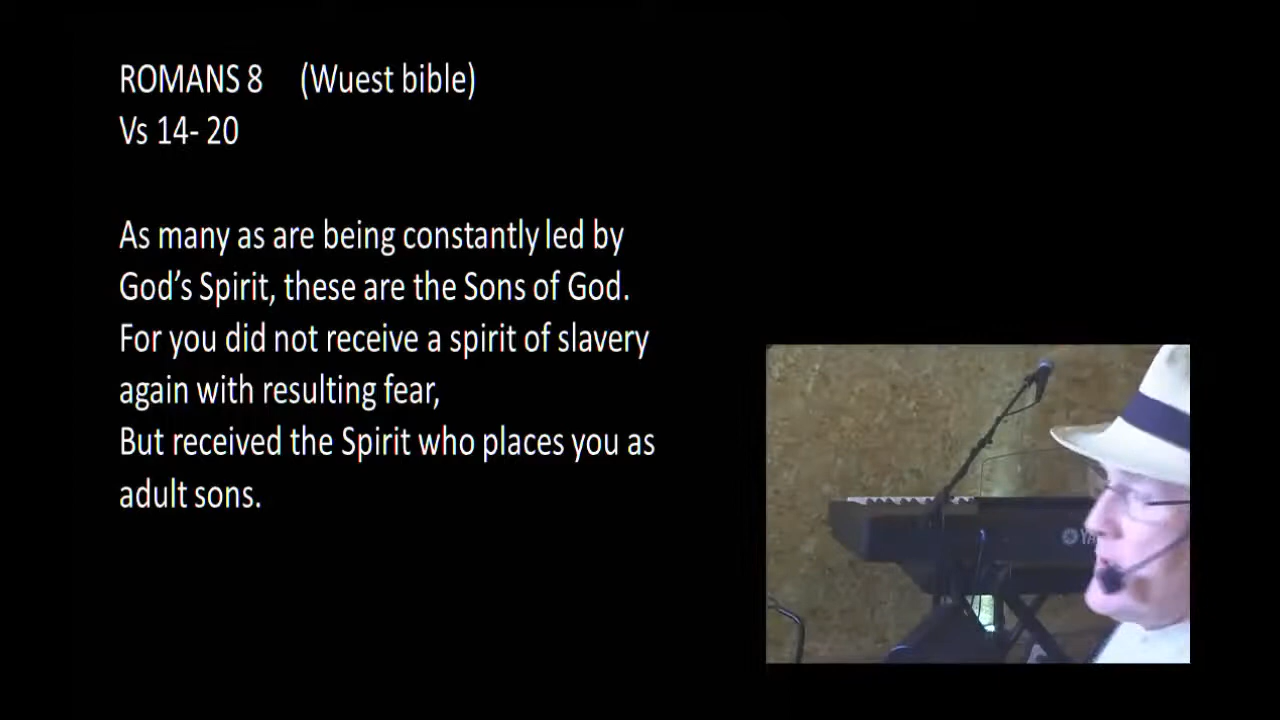 ROMANS 8 (Wuest bible)
Vs 14- 20
As many as are being constantly led by
God’s Spirit, these are the Sons of God.
For you did not receive a spirit of slavery
again with resulting fear,
But received the Spirit who places you as
adult sons.